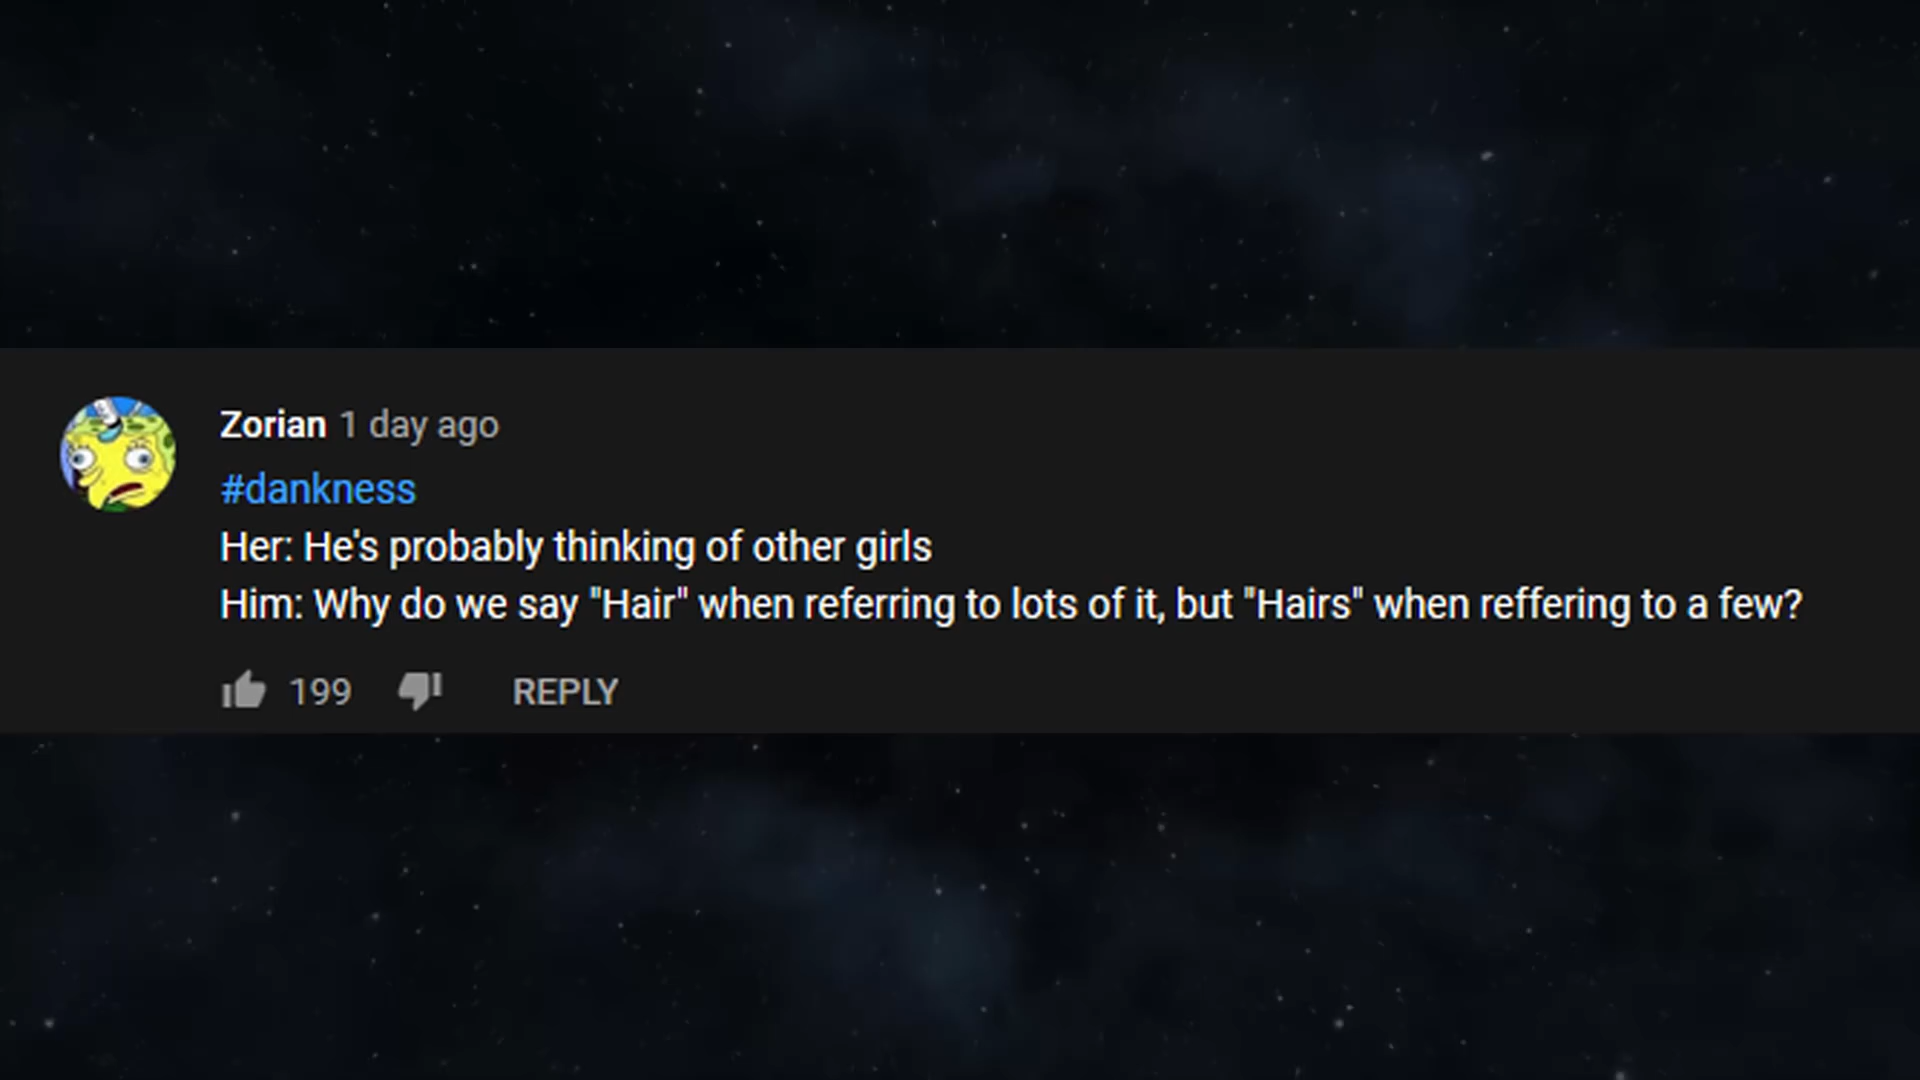 Zorian 1 day ago
#dankness
Her: He's probably thinking of other girls
Him: Why do we say "Hair" when referring to lots of it, but "Hairs" when reffering to a few?
199 REPLY